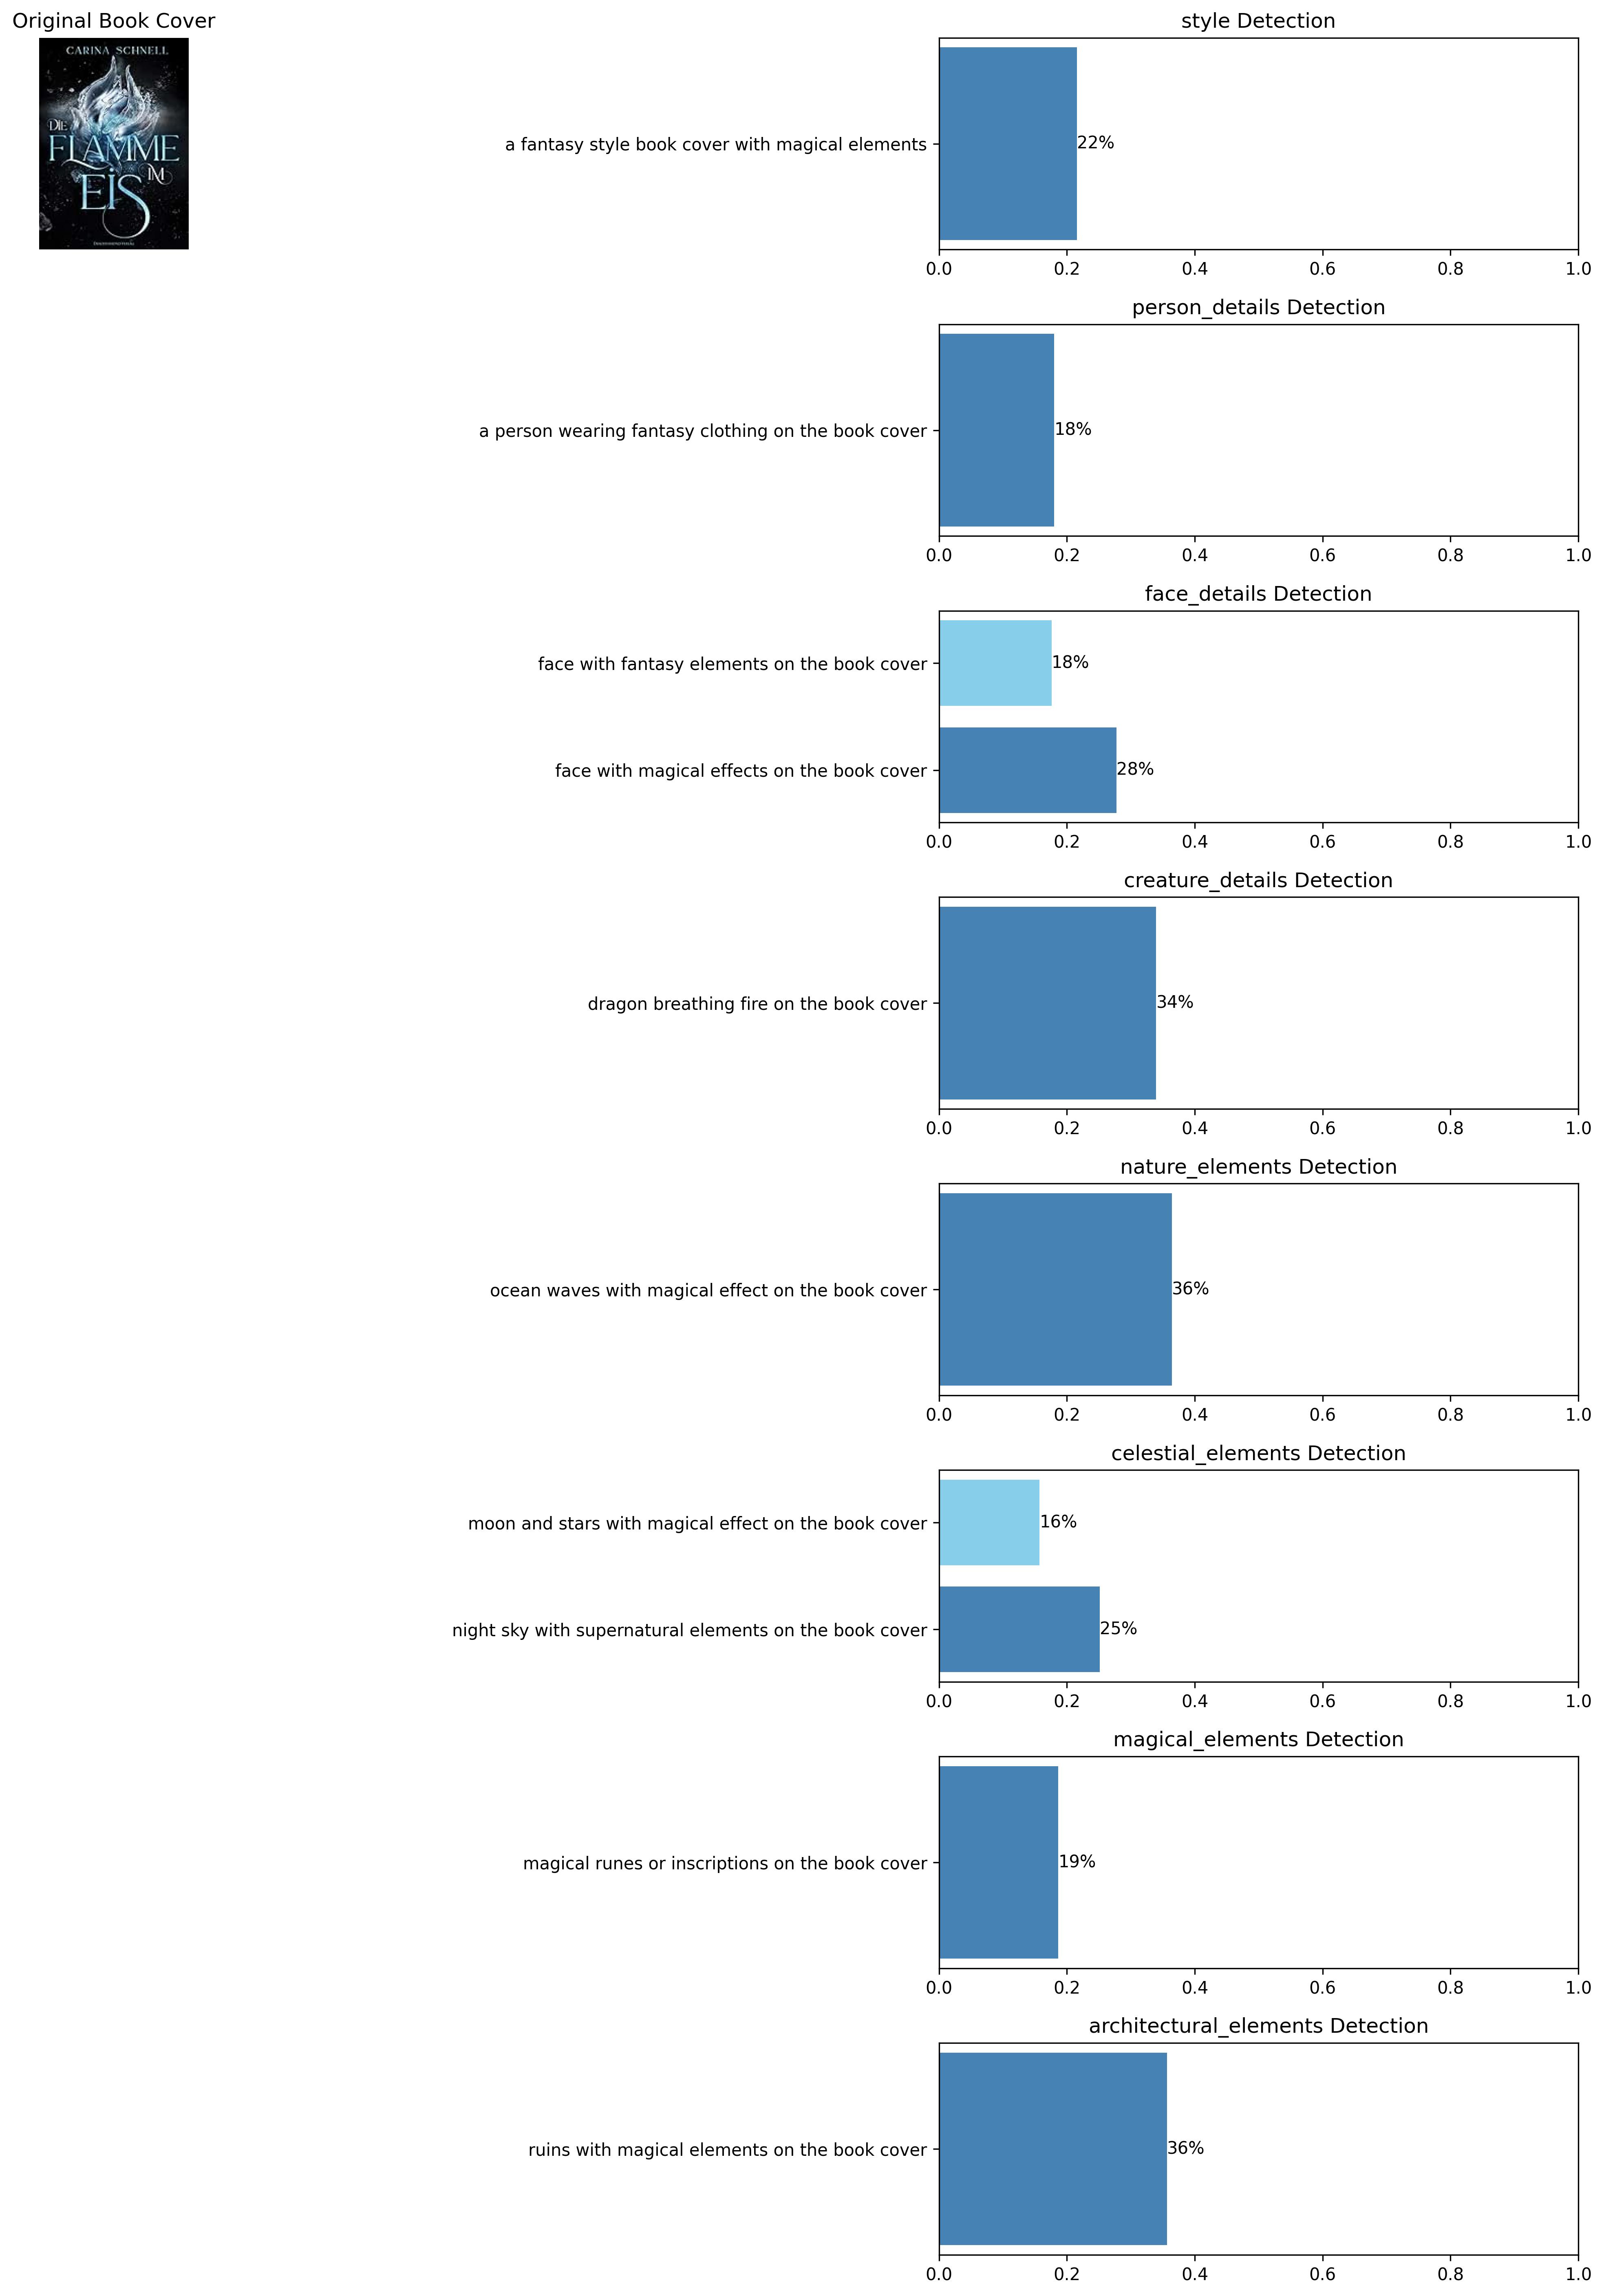 Original Book Cover
CARINA SCHNELL
DIE
FLAMME
IM
EIS
style Detection
a fantasy style book cover with magical elements
22%
0.0 0.2 0.4 0.6 0.8 1.0
person_details Detection
a person wearing fantasy clothing on the book cover
18%
0.0 0.2 0.4 0.6 0.8 1.0
face_details Detection
face with fantasy elements on the book cover
18%
face with magical effects on the book cover
28%
0.0 0.2 0.4 0.6 0.8 1.0
creature_details Detection
dragon breathing fire on the book cover
34%
0.0 0.2 0.4 0.6 0.8 1.0
nature_elements Detection
ocean waves with magical effect on the book cover
36%
0.0 0.2 0.4 0.6 0.8 1.0
celestial_elements Detection
moon and stars with magical effect on the book cover
16%
night sky with supernatural elements on the book cover
25%
0.0 0.2 0.4 0.6 0.8 1.0
magical_elements Detection
magical runes or inscriptions on the book cover
19%
0.0 0.2 0.4 0.6 0.8 1.0
architectural_elements Detection
ruins with magical elements on the book cover
36%
0.0 0.2 0.4 0.6 0.8 1.0